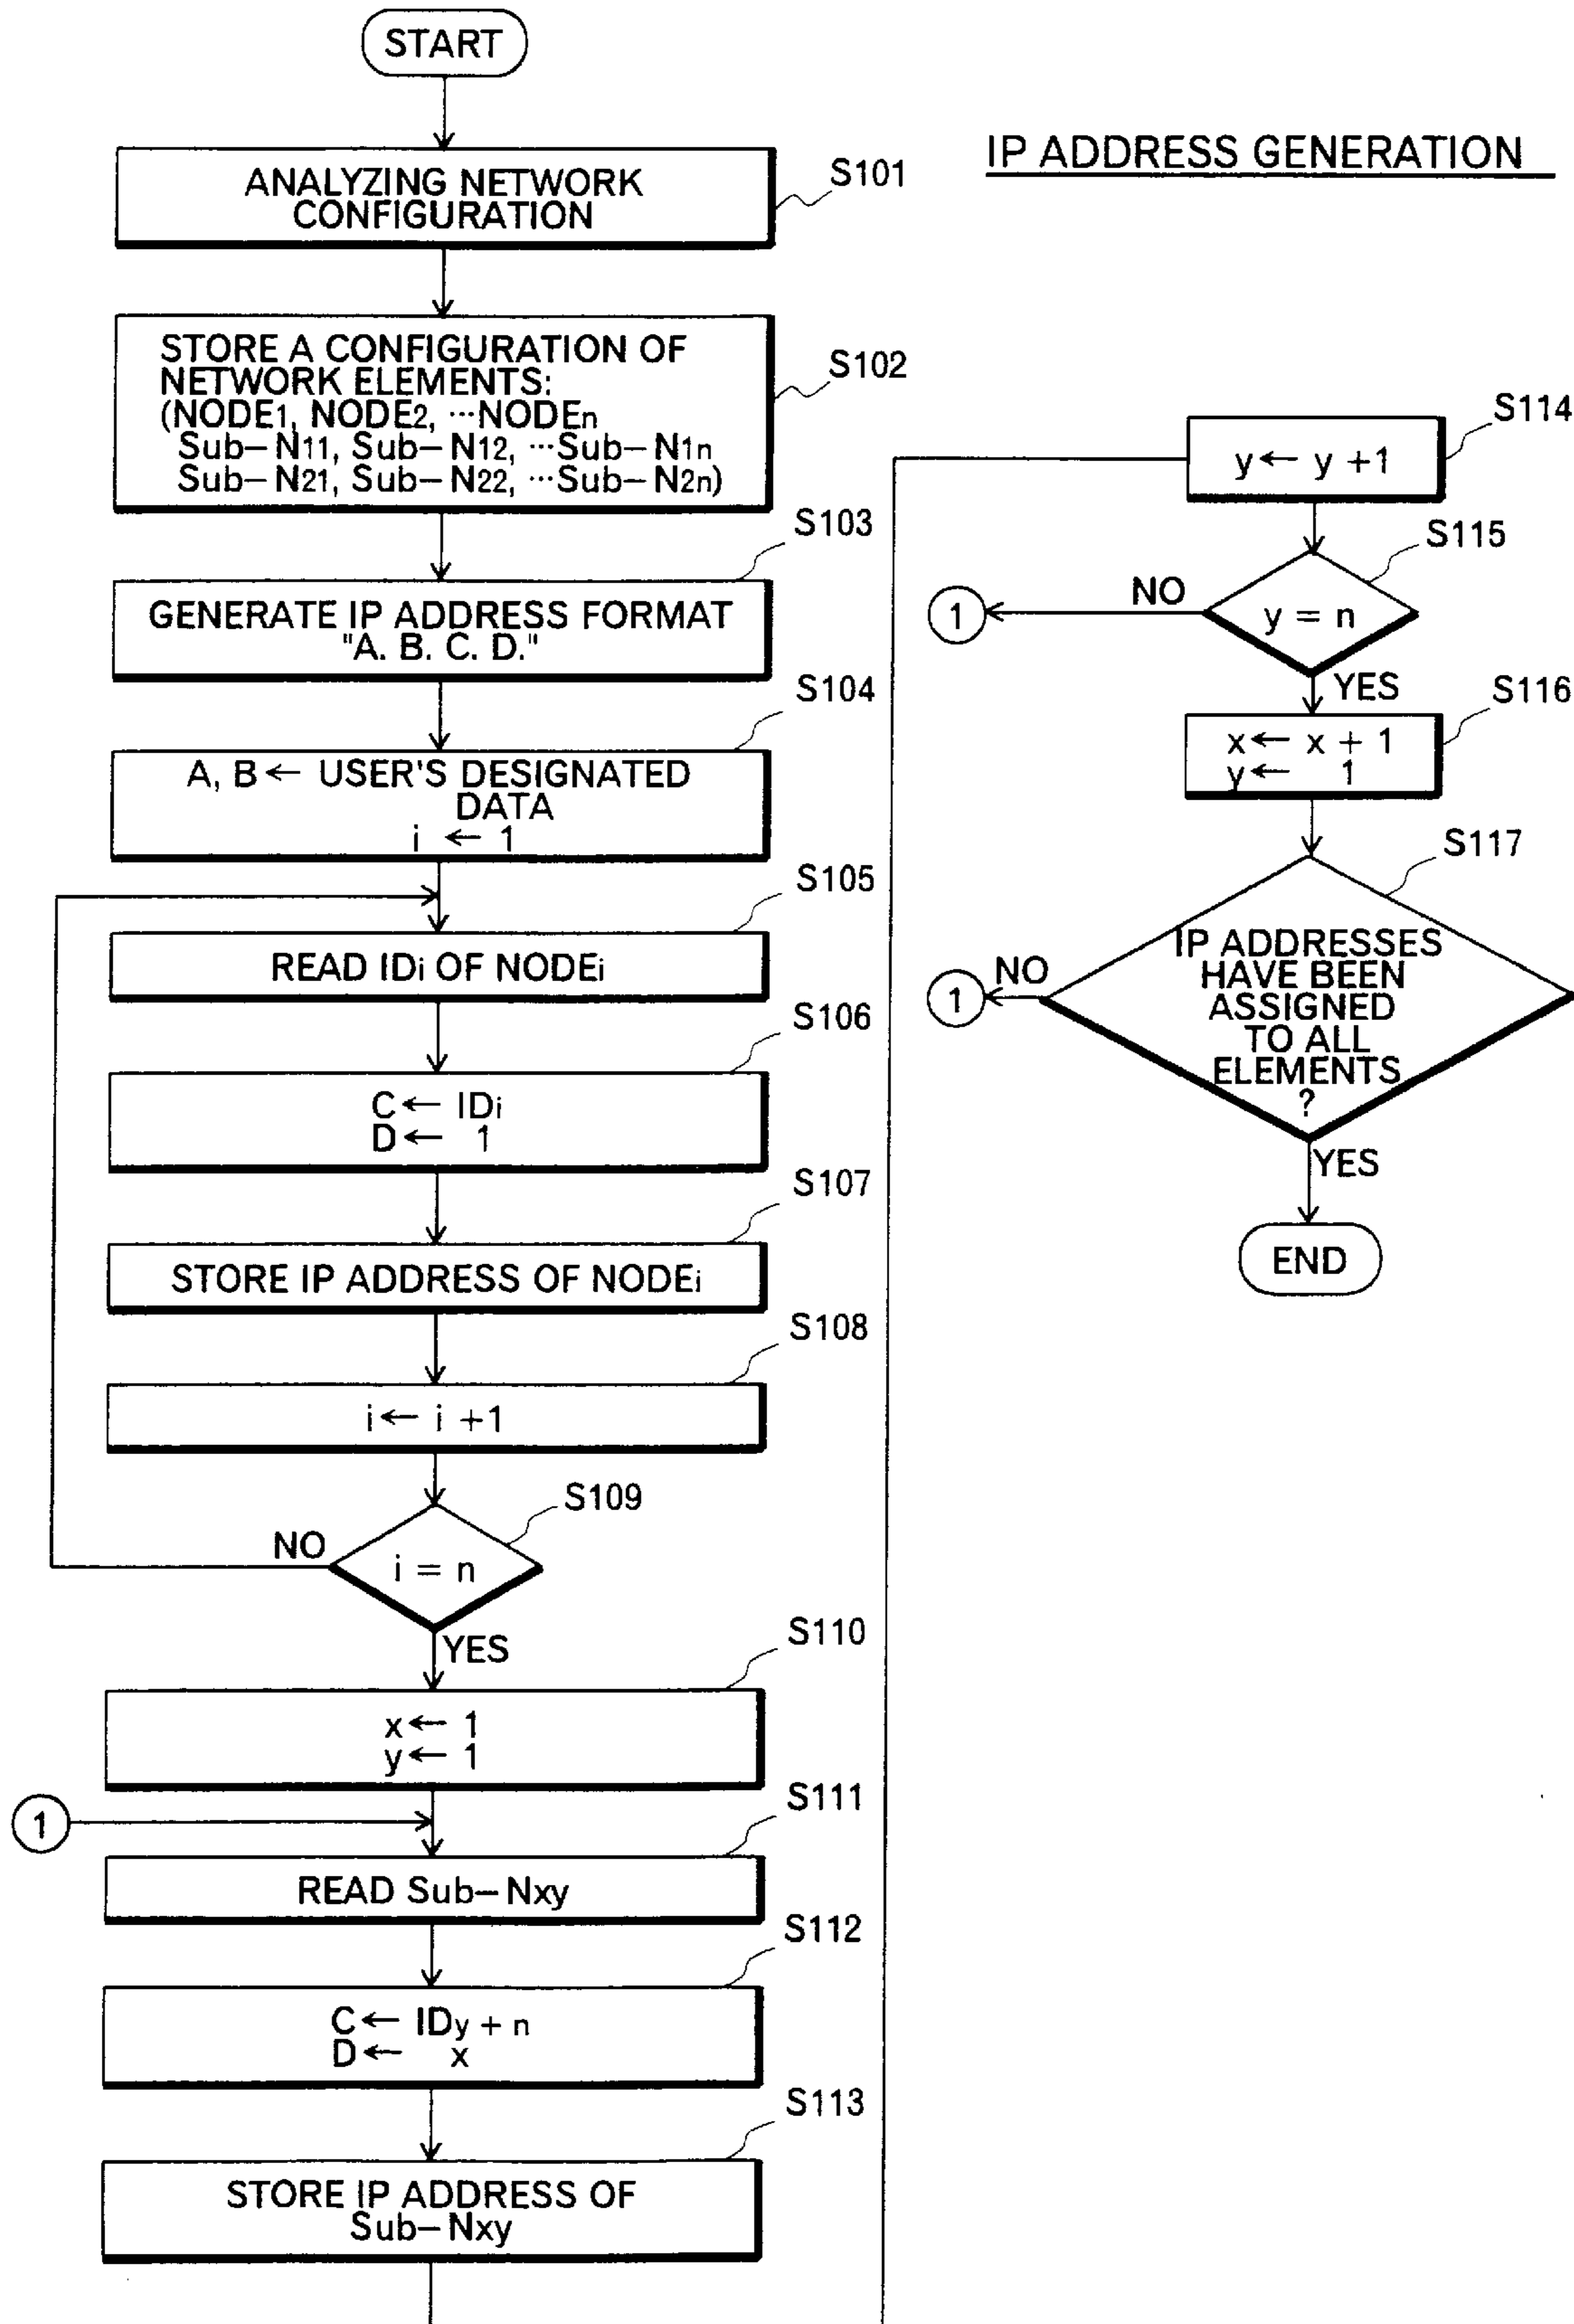 START
IP ADDRESS GENERATION
ANALYZING NETWORK
CONFIGURATION
S101
STORE A CONFIGURATION OF
NETWORK ELEMENTS:
(NODE1, NODE2, ···NODEn
Sub–N11, Sub–N12, ···Sub–N1n
Sub–N21, Sub–N22, ···Sub–N2n)
S102
S103
GENERATE IP ADDRESS FORMAT
"A. B. C. D."
S104
A, B ← USER'S DESIGNATED
DATA
i ← 1
S105
READ IDi OF NODEi
S106
C ← IDi
D ← 1
S107
STORE IP ADDRESS OF NODEi
S108
i ← i +1
S109
i = n
NO
YES
S110
x ← 1
y ← 1
1
S111
READ Sub–Nxy
S112
C ← IDy + n
D ← x
S113
STORE IP ADDRESS OF
Sub–Nxy
S114
y ← y +1
S115
y = n
NO
1
YES
S116
x ← x + 1
y ← 1
S117
IP ADDRESSES
HAVE BEEN
ASSIGNED
TO ALL
ELEMENTS
?
NO
1
YES
END